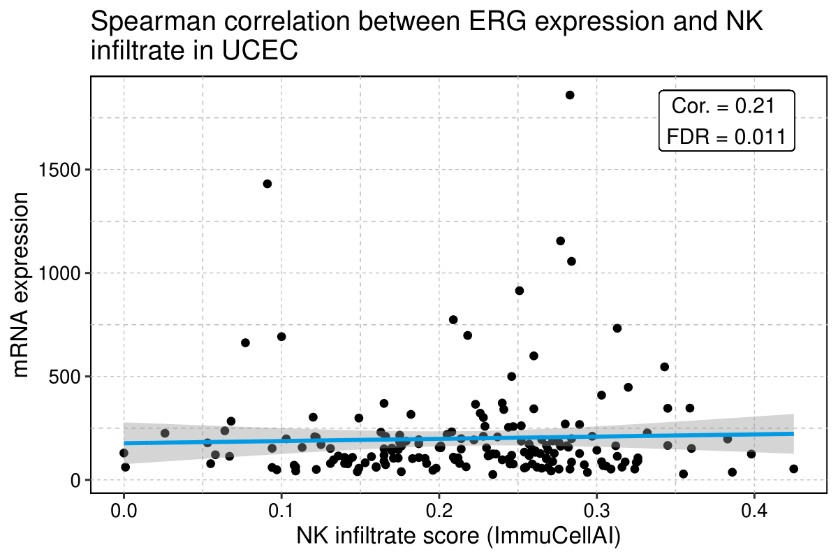 Spearman correlation between ERG expression and NK
infiltrate in UCEC
Cor. = 0.21
FDR = 0.011
mRNA expression
1500
1000
500
0
0.0
0.1
0.2
0.3
0.4
NK infiltrate score (ImmuCellAI)